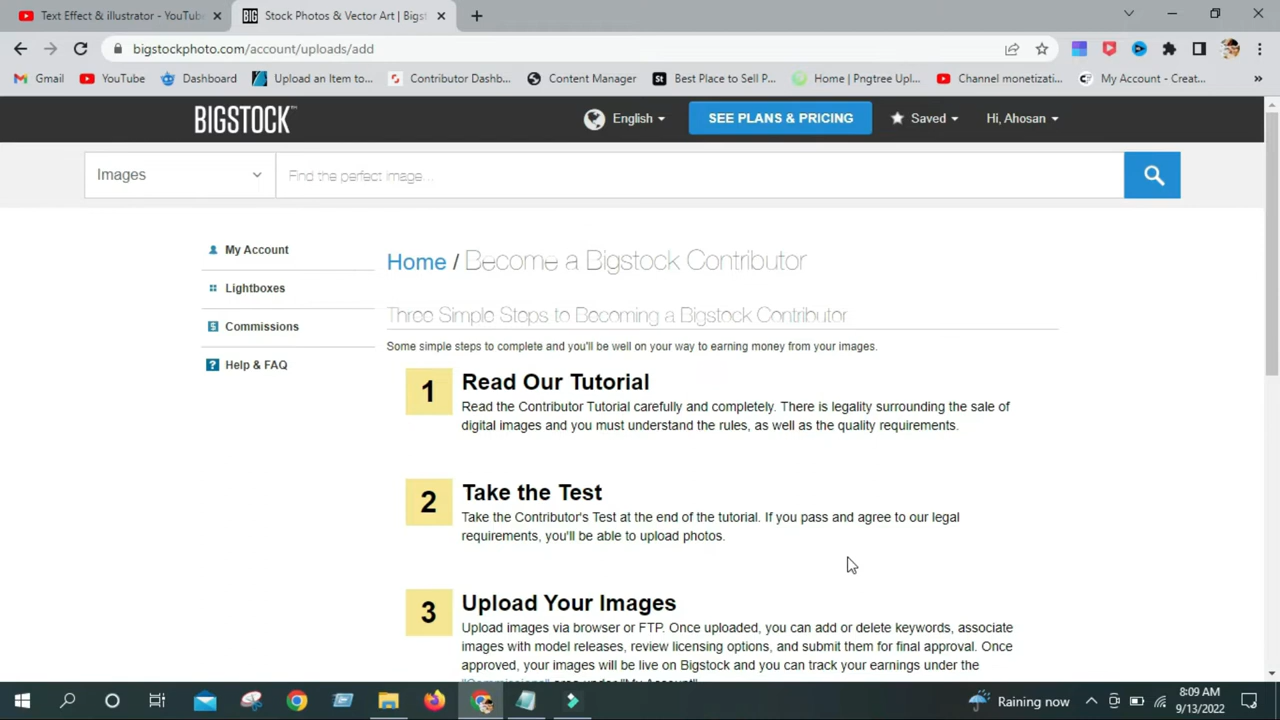 Text Effect & illustrator - YouTube
Stock Photos & Vector Art | Bigst
bigstockphoto.com/account/uploads/add
Gmail
YouTube
Dashboard
Upload an Item to...
Contributor Dashb...
Content Manager
Best Place to Sell P...
Home | Pngtree Upl...
Channel monetizati...
My Account - Creat...
»
BIGSTOCK™
English
SEE PLANS & PRICING
Saved
Hi, Ahosan
Images
Find the perfect image...
My Account
Lightboxes
Commissions
Help & FAQ
Home / Become a Bigstock Contributor
Three Simple Steps to Becoming a Bigstock Contributor
Some simple steps to complete and you'll be well on your way to earning money from your images.
1 Read Our Tutorial
Read the Contributor Tutorial carefully and completely. There is legality surrounding the sale of
digital images and you must understand the rules, as well as the quality requirements.
2 Take the Test
Take the Contributor's Test at the end of the tutorial. If you pass and agree to our legal
requirements, you'll be able to upload photos.
3 Upload Your Images
Upload images via browser or FTP. Once uploaded, you can add or delete keywords, associate
images with model releases, review licensing options, and submit them for final approval. Once
approved, your images will be live on Bigstock and you can track your earnings under the
"Commissions" area under "My Account".
Raining now
8:09 AM
9/13/2022